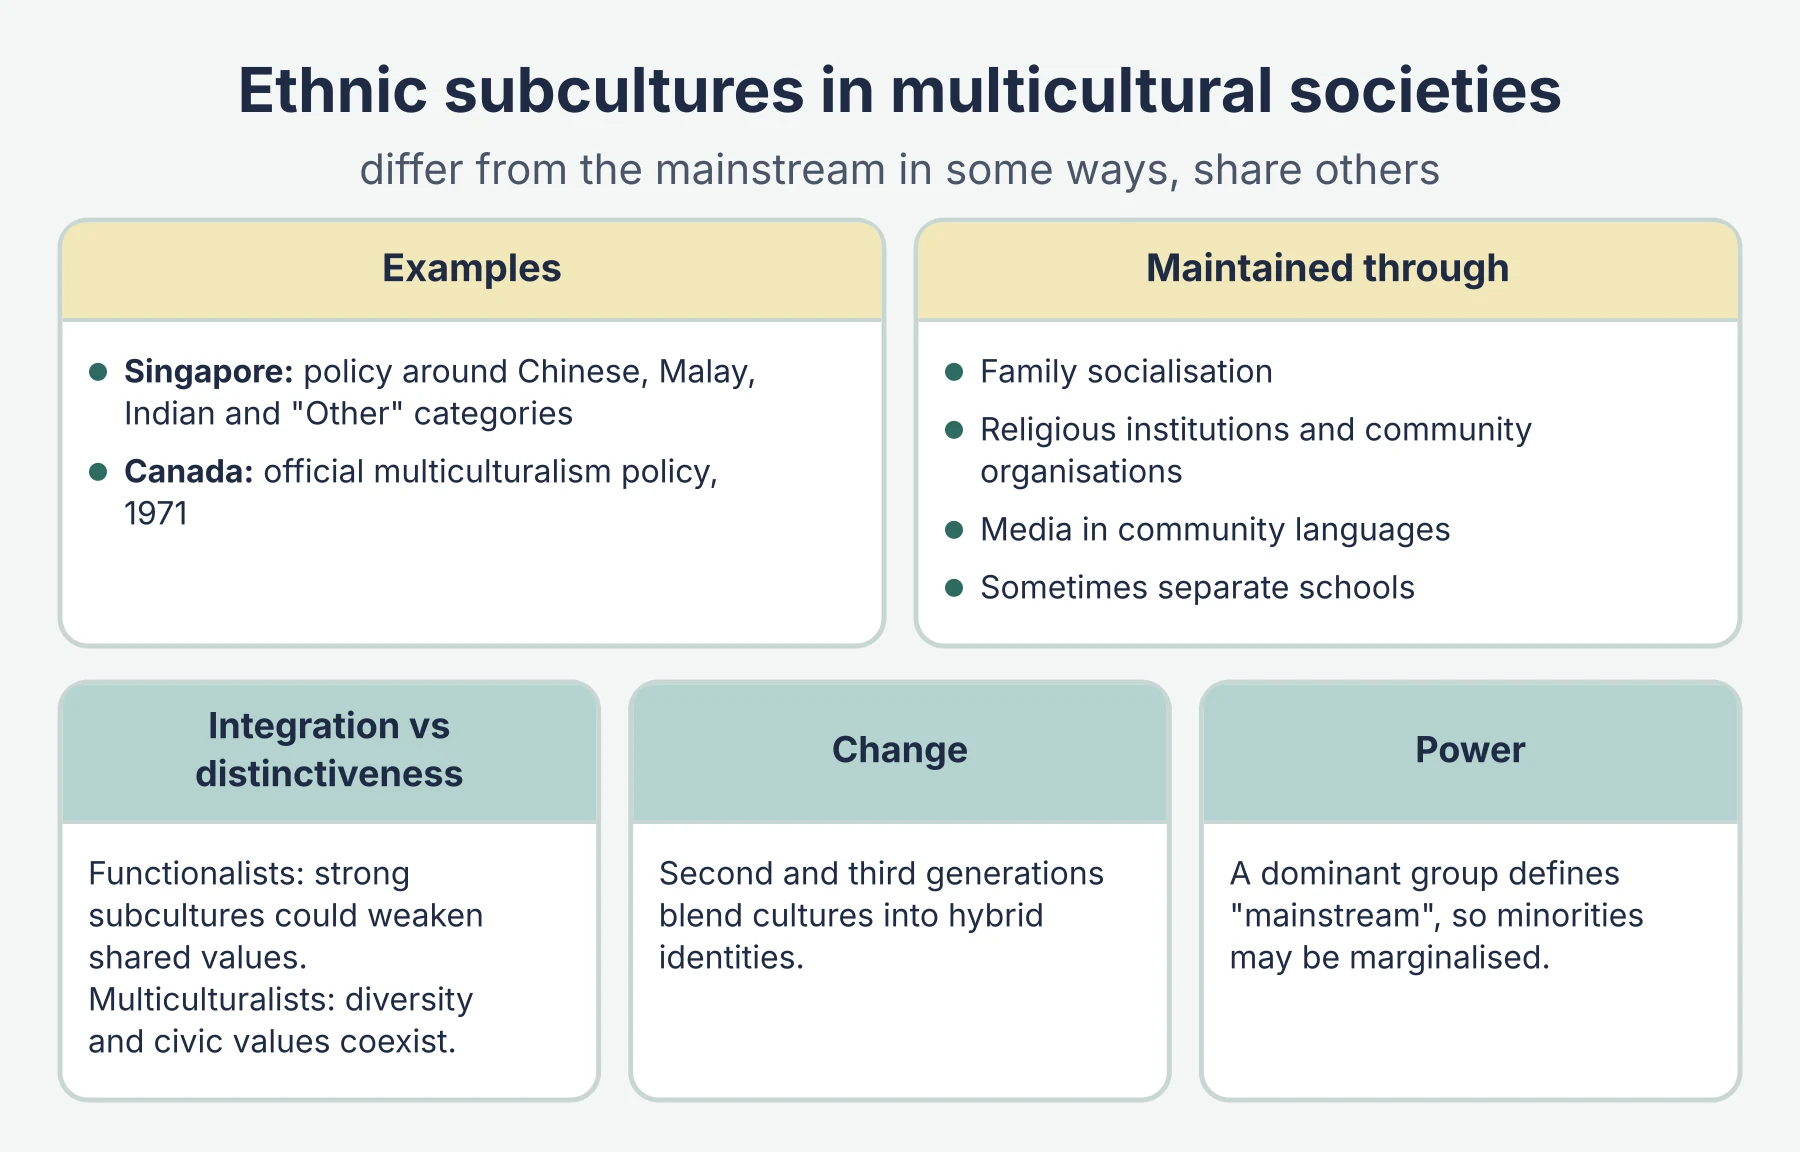 Ethnic subcultures in multicultural societies
differ from the mainstream in some ways, share others
Examples
Singapore: policy around Chinese, Malay,
Indian and "Other" categories
Canada: official multiculturalism policy,
1971
Maintained through
Family socialisation
Religious institutions and community
organisations
Media in community languages
Sometimes separate schools
Integration vs
distinctiveness
Functionalists: strong
subcultures could weaken
shared values.
Multiculturalists: diversity
and civic values coexist.
Change
Second and third generations
blend cultures into hybrid
identities.
Power
A dominant group defines
"mainstream", so minorities
may be marginalised.